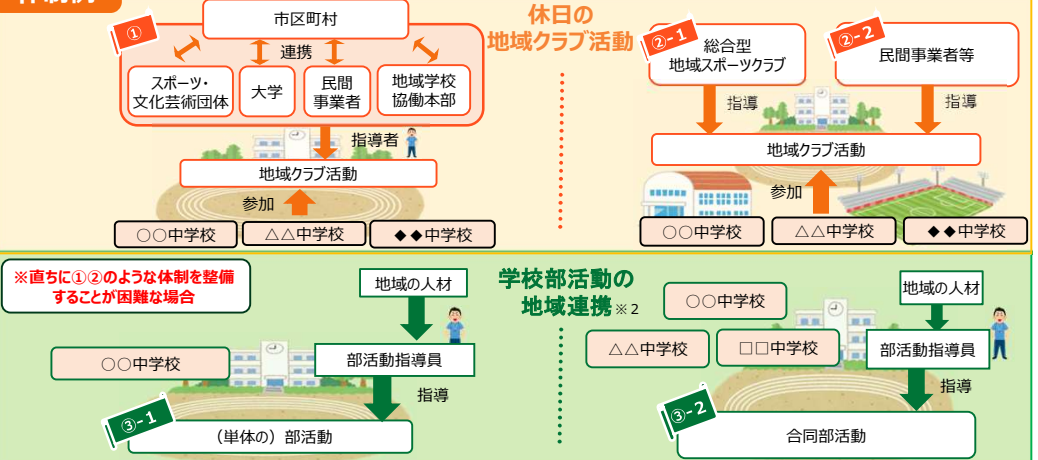 体制例
①
市区町村
連携
スポーツ・
文化芸術団体
大学
民間
事業者
地域学校
協働本部
指導者
地域クラブ活動
参加
○○中学校
△△中学校
◆◆中学校
休日の
地域クラブ活動
②-1
総合型
地域スポーツクラブ
②-2
民間事業者等
指導
指導
地域クラブ活動
参加
○○中学校
△△中学校
◆◆中学校
※直ちに①②のような体制を整備
することが困難な場合
学校部活動の
地域連携※2
地域の人材
○○中学校
部活動指導員
指導
③-1
（単体の）部活動
地域の人材
○○中学校
△△中学校
□□中学校
部活動指導員
指導
③-2
合同部活動